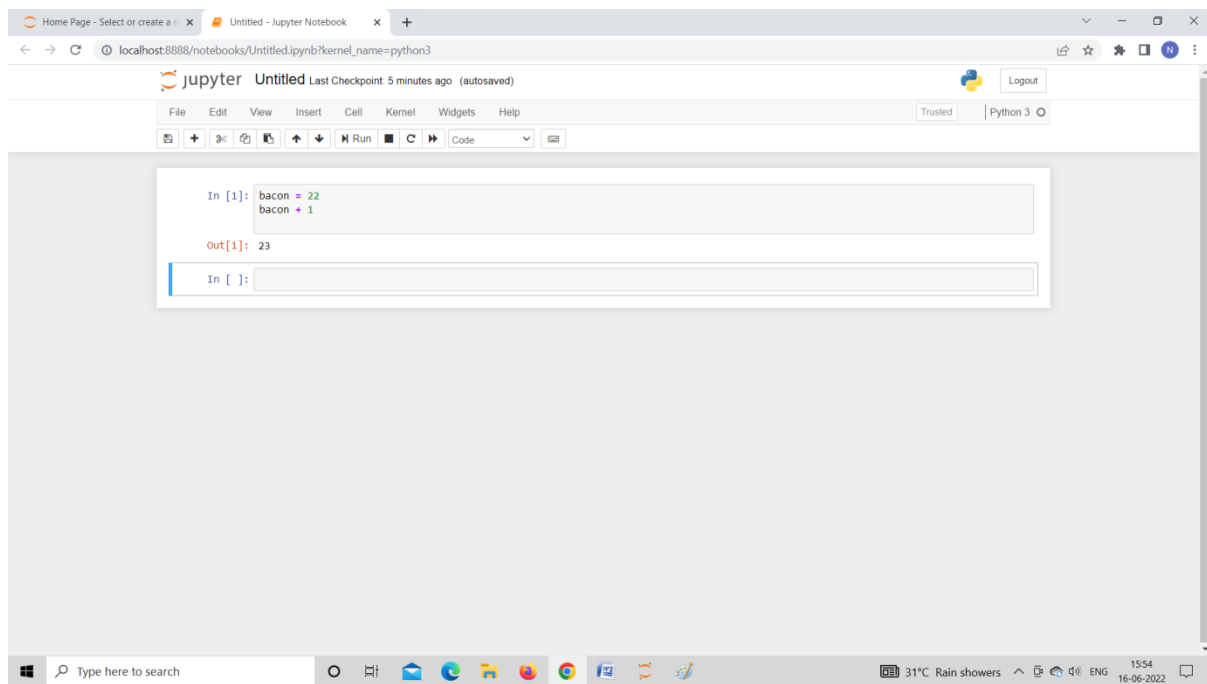 Home Page - Select or create a n
Untitled - Jupyter Notebook
localhost:8888/notebooks/Untitled.ipynb?kernel_name=python3
N
jupyter Untitled Last Checkpoint: 5 minutes ago (autosaved)
Logout
File Edit View Insert Cell Kernel Widgets Help
Trusted Python 3
Run Code
In [1]: bacon = 22
bacon + 1
Out[1]: 23
In [ ]:
Type here to search
31°C Rain showers
ENG
15:54
16-06-2022